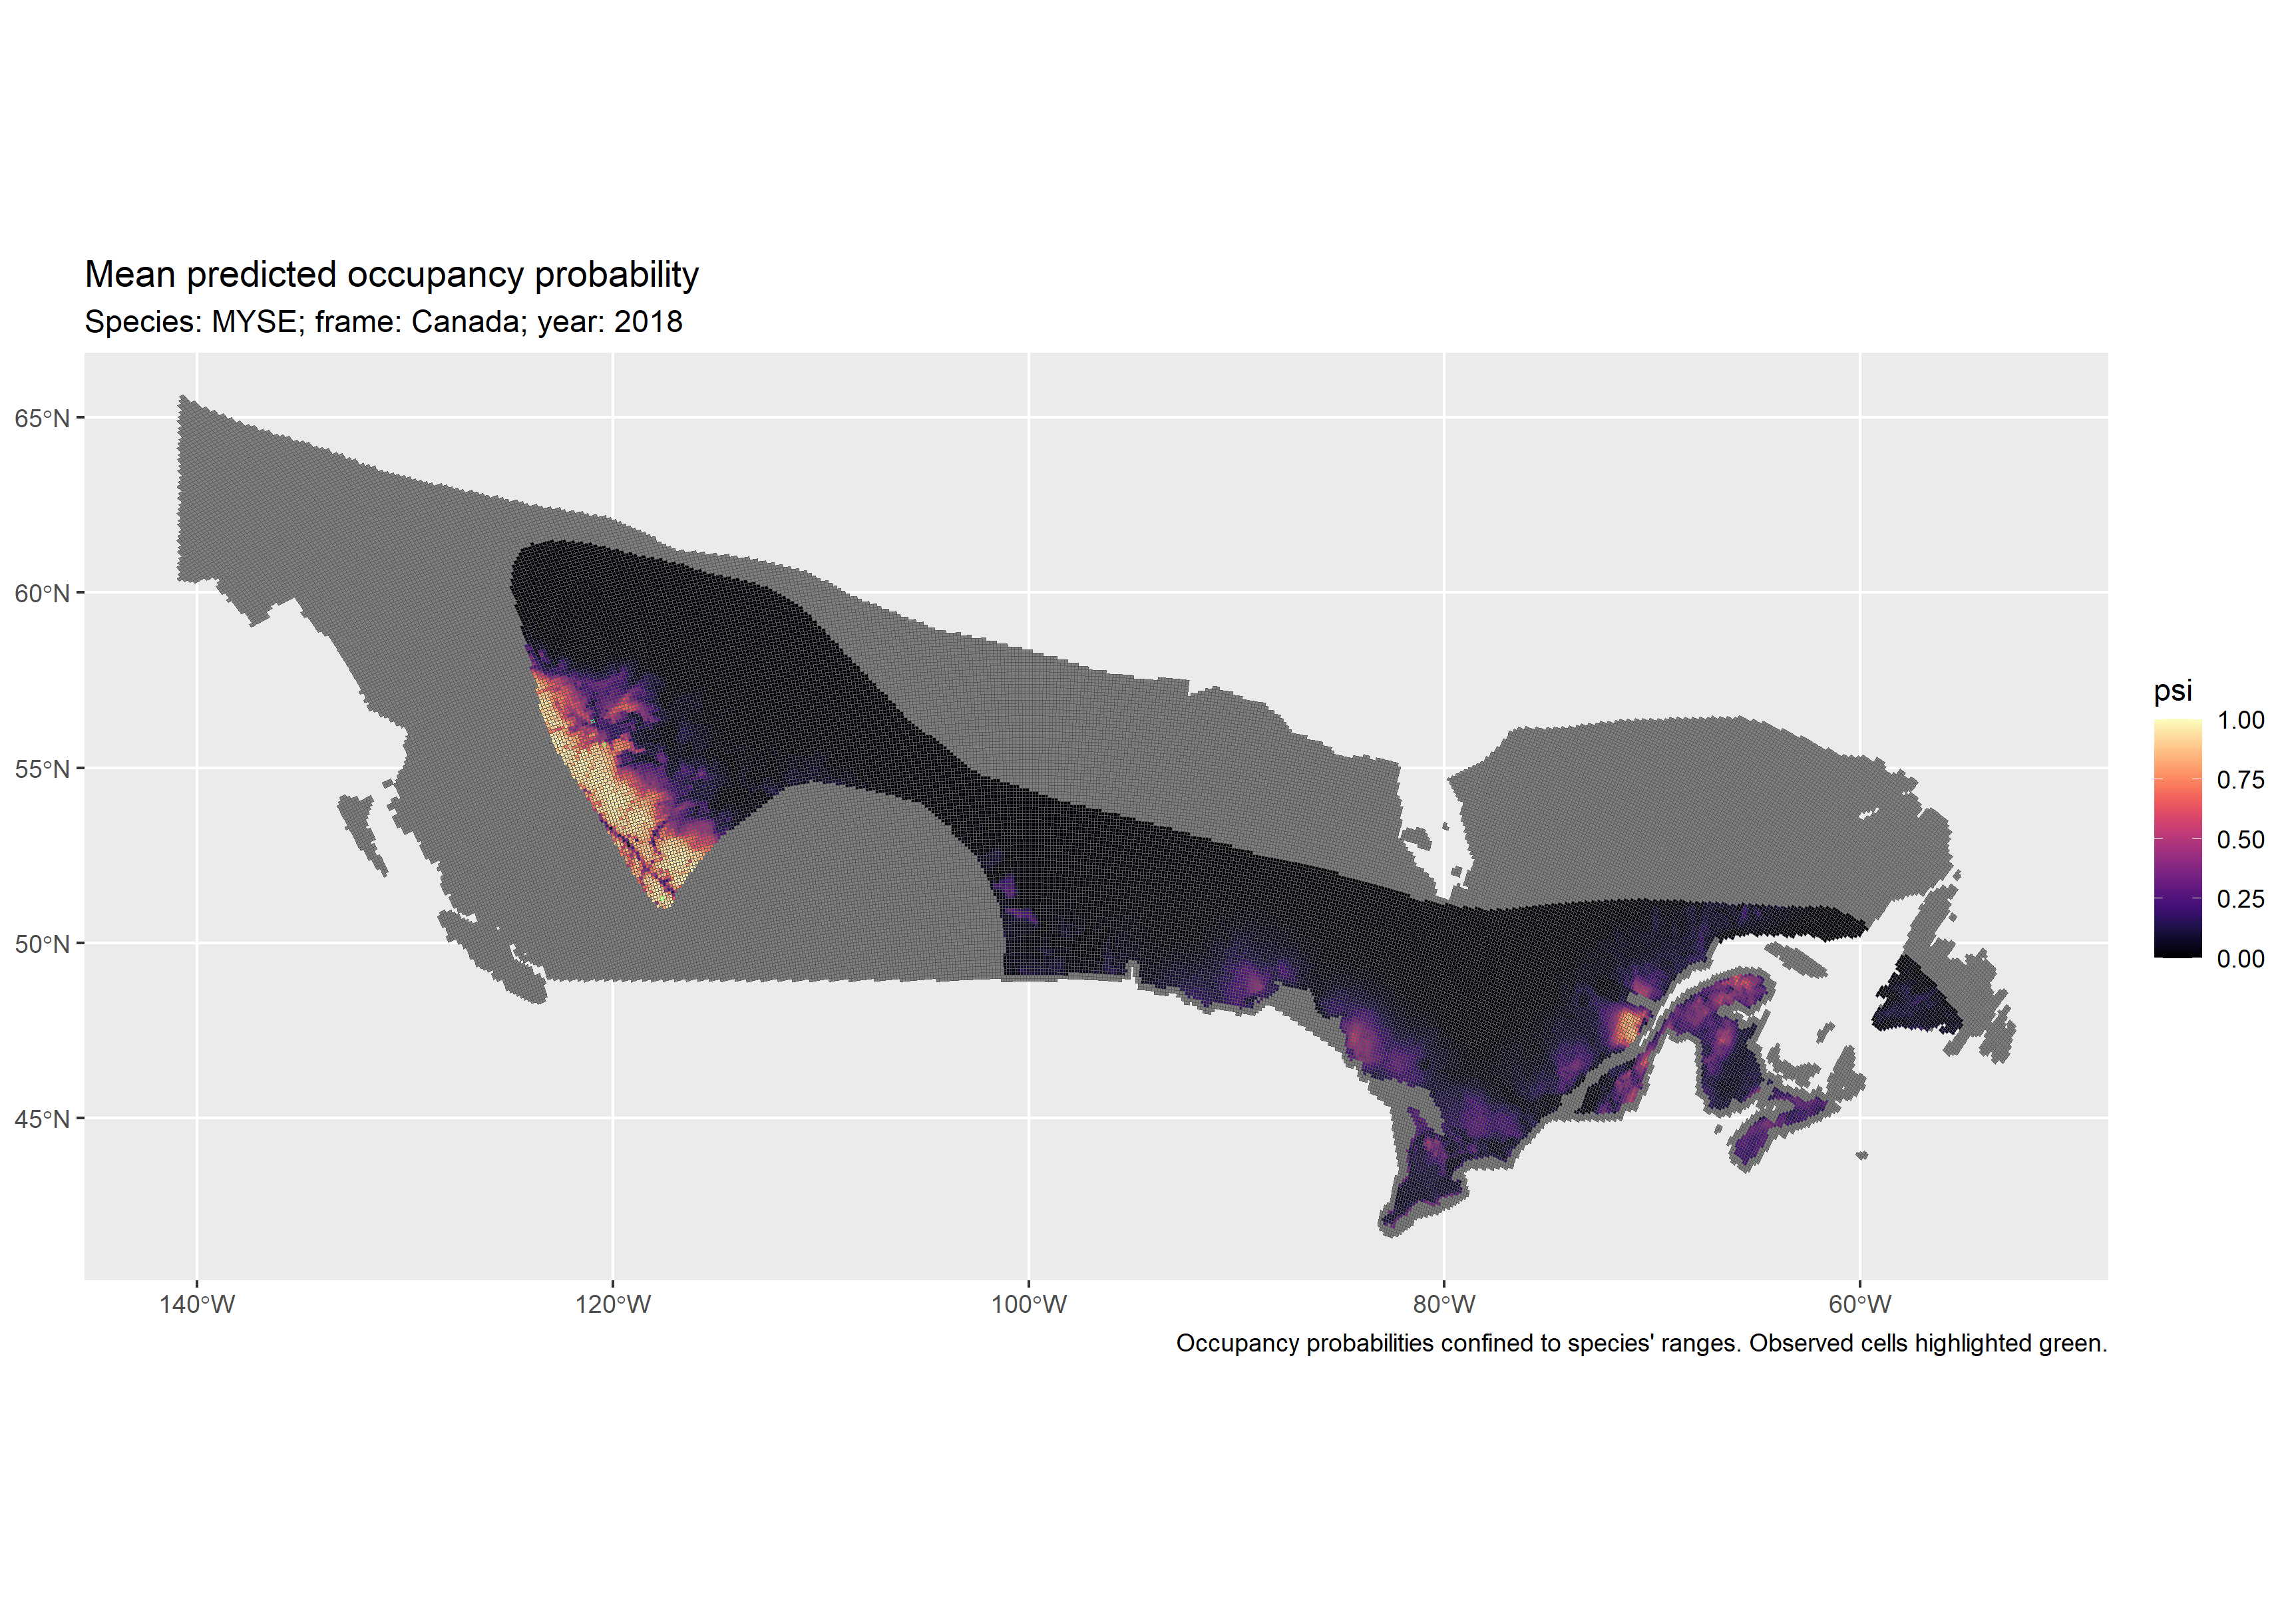 Mean predicted occupancy probability
Species: MYSE; frame: Canada; year: 2018
65°N
60°N
55°N
50°N
45°N
140°W
120°W
100°W
80°W
60°W
psi
1.00
0.75
0.50
0.25
0.00
Occupancy probabilities confined to species' ranges. Observed cells highlighted green.